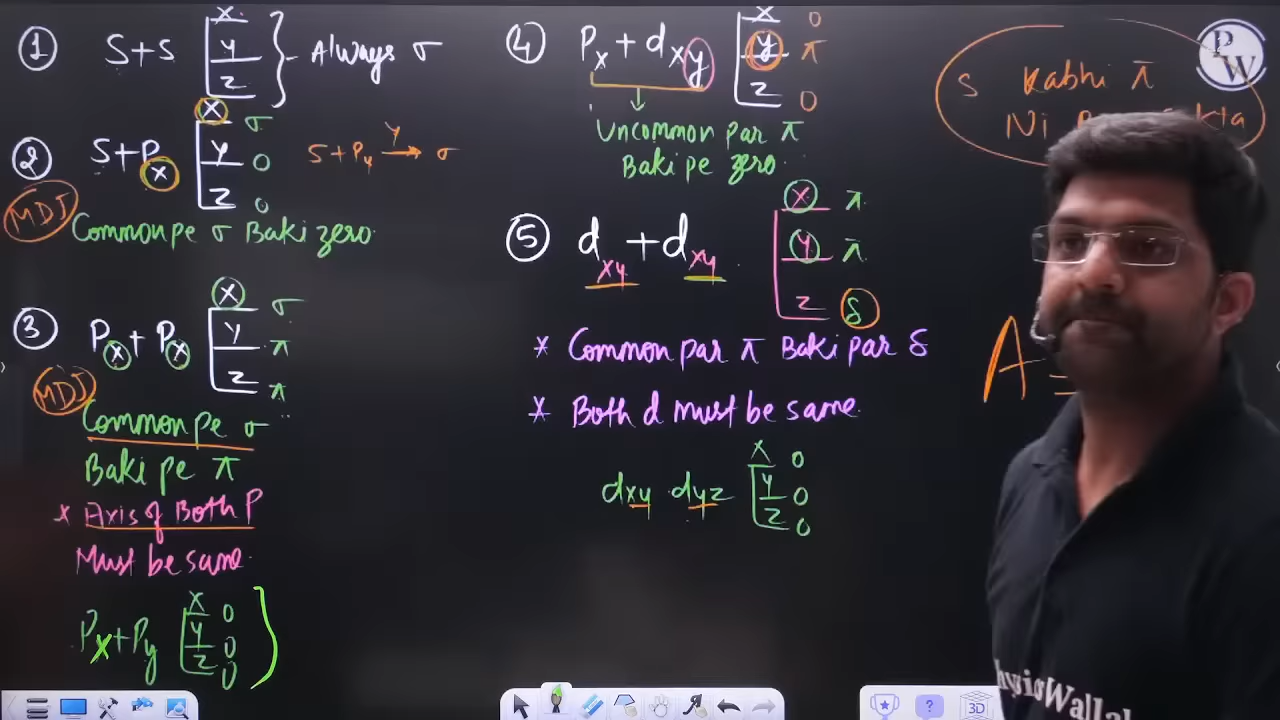 ① S+S
X
Y
Z
Always σ
② S+Px
X σ
Y 0
Z 0
S+Py Y→ σ
MDJ
Common pe σ Baki zero
③ Px+Px
X σ
Y π
Z π
MDJ
Common pe σ
Baki pe π
* Axis of Both P
Must be same
Px+Py
X 0
Y 0
Z 0
④ Px+dxy
X 0
Y π
Z 0
Uncommon par π
Baki pe zero
⑤ dxy+dxy
X π
Y π
Z δ
* Common par π Baki par δ
* Both d must be same
dxy dyz
X 0
Y 0
Z 0
S Kabhi π
Ni
A =
PW
?
3D